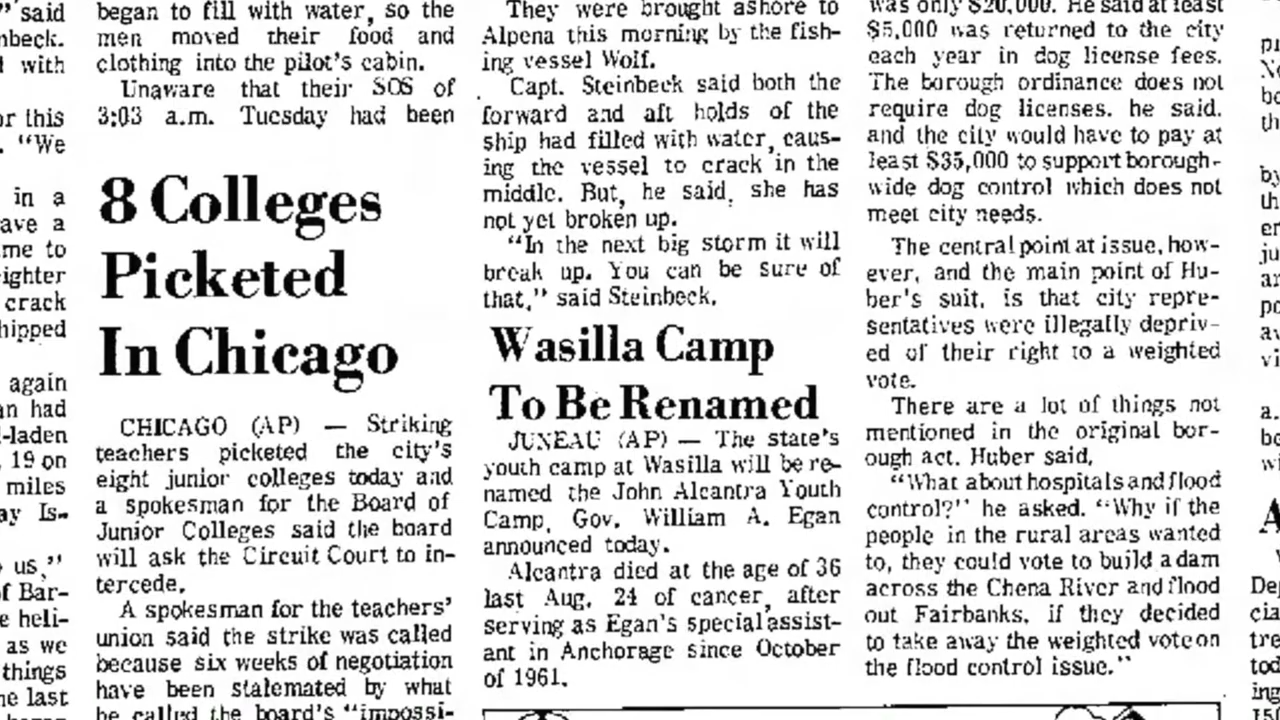 " said
nbeck.
with
or this
. "We
in a
ave a
me to
eighter
crack
hipped
again
an had
-laden
, 19 on
miles
ay Is-
us,"
of Bar-
e heli-
as we
things
he last
began to fill with water, so the
men moved their food and
clothing into the pilot's cabin.
Unaware that their SOS of
3:03 a.m. Tuesday had been
8 Colleges
Picketed
In Chicago
CHICAGO (AP) — Striking
teachers picketed the city's
eight junior colleges today and
a spokesman for the Board of
Junior Colleges said the board
will ask the Circuit Court to in-
tercede.
A spokesman for the teachers'
union said the strike was called
because six weeks of negotiation
have been stalemated by what
he called the board's "impossi-
They were brought ashore to
Alpena this morning by the fish-
ing vessel Wolf.
Capt. Steinbeck said both the
forward and aft holds of the
ship had filled with water, caus-
ing the vessel to crack in the
middle. But, he said, she has
not yet broken up.
"In the next big storm it will
break up. You can be sure of
that," said Steinbeck.
Wasilla Camp
To Be Renamed
JUNEAU (AP) — The state's
youth camp at Wasilla will be re-
named the John Alcantra Youth
Camp, Gov. William A. Egan
announced today.
Alcantra died at the age of 36
last Aug. 24 of cancer, after
serving as Egan's special assist-
ant in Anchorage since October
of 1961.
was only $20,000. He said at least
$5,000 was returned to the city
each year in dog license fees.
The borough ordinance does not
require dog licenses, he said,
and the city would have to pay at
least $35,000 to support borough-
wide dog control which does not
meet city needs.
The central point at issue, how-
ever, and the main point of Hu-
ber's suit, is that city repre-
sentatives were illegally depriv-
ed of their right to a weighted
vote.
There are a lot of things not
mentioned in the original bor-
ough act, Huber said.
"What about hospitals and flood
control?" he asked. "Why if the
people in the rural areas wanted
to, they could vote to build a dam
across the Chena River and flood
out Fairbanks, if they decided
to take away the weighted vote on
the flood control issue."